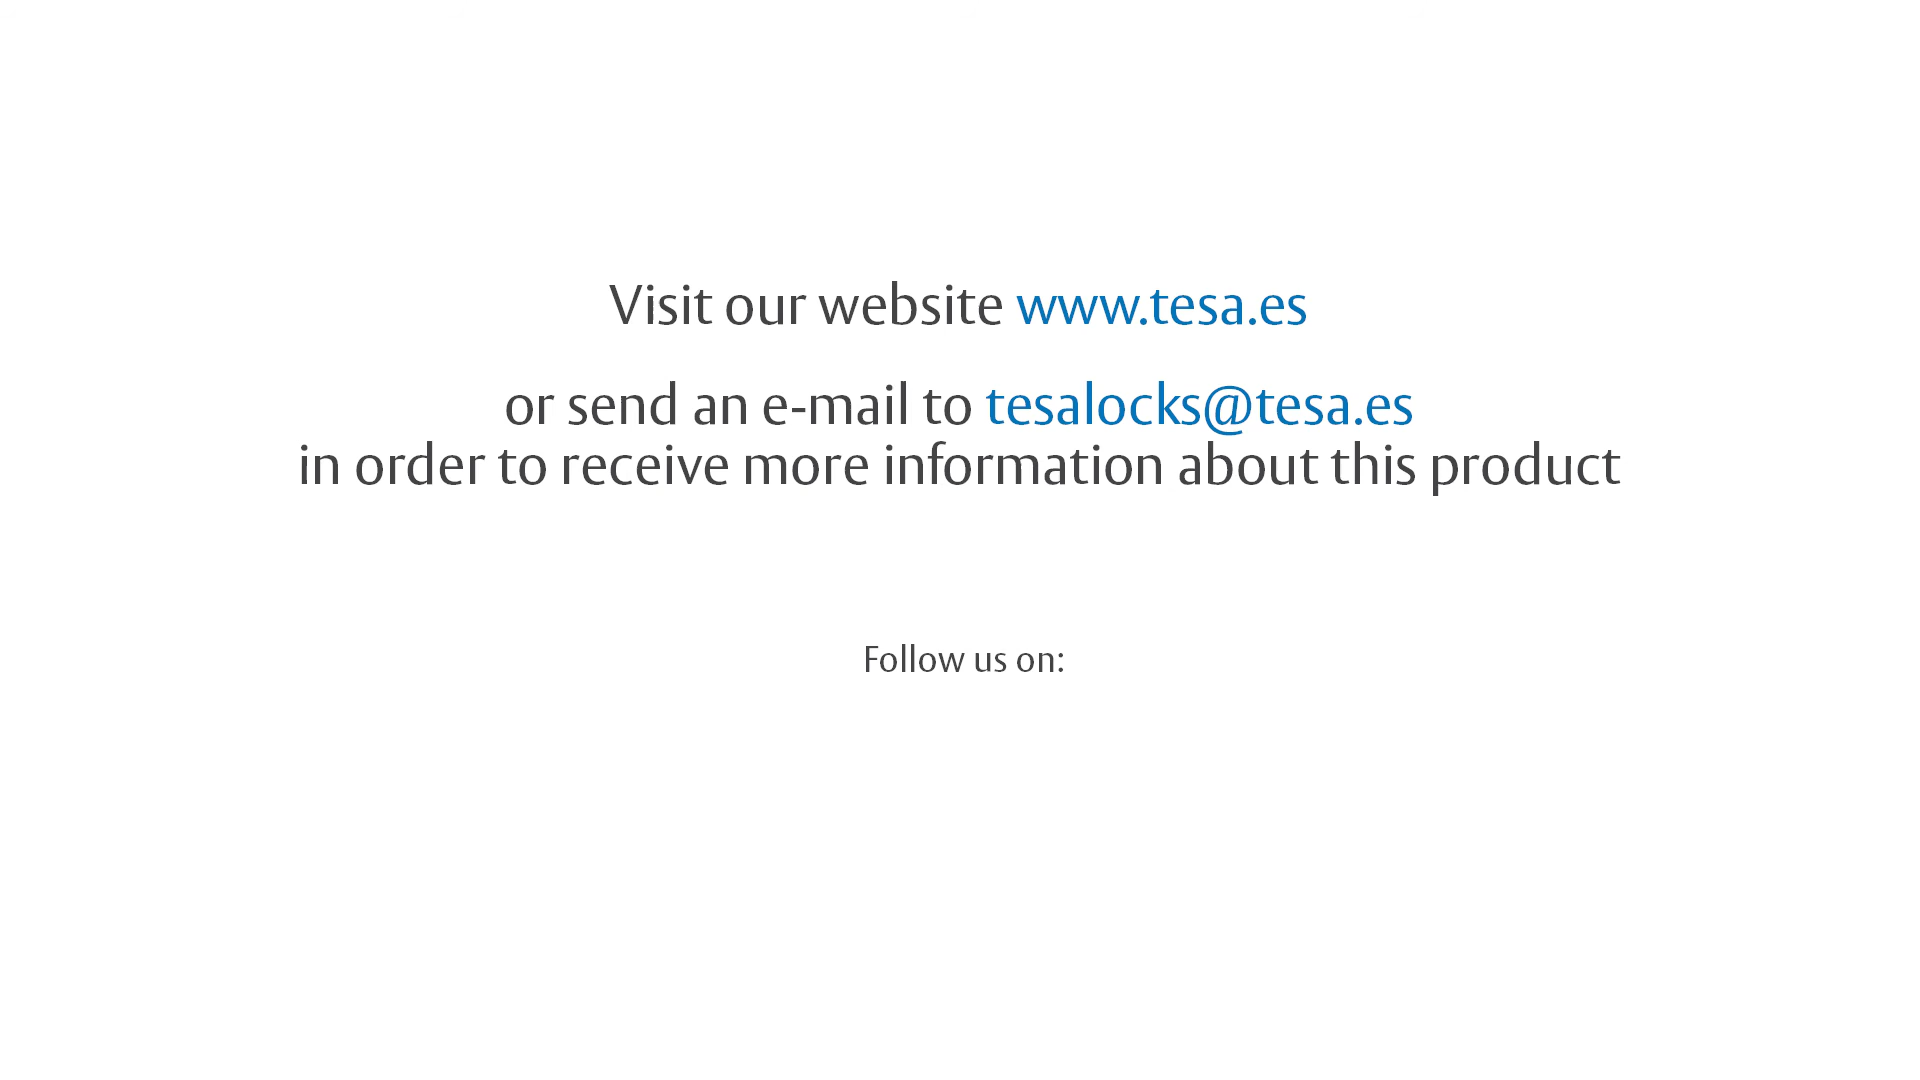 Visit our website www.tesa.es
or send an e-mail to tesalocks@tesa.es
in order to receive more information about this product
Follow us on: